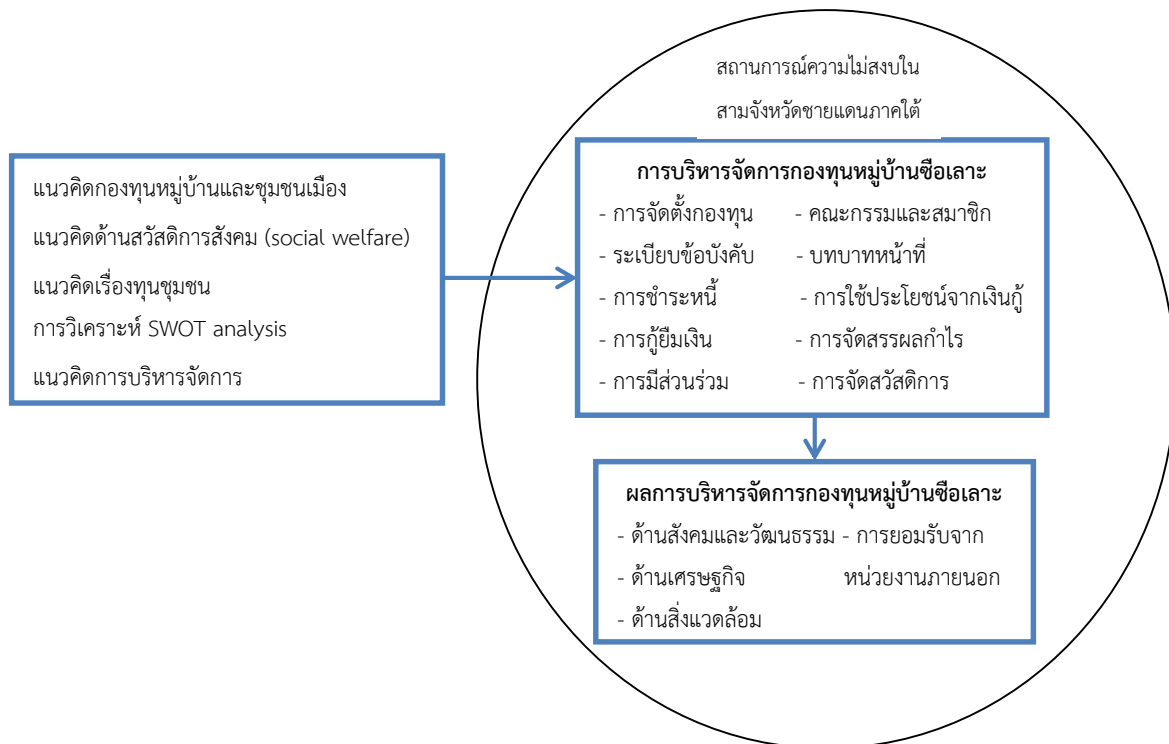 สถานการณ์ความไม่สงบใน
สามจังหวัดชายแดนภาคใต้
แนวคิดกองทุนหมู่บ้านและชุมชนเมือง
แนวคิดด้านสวัสดิการสังคม (social welfare)
แนวคิดเรื่องทุนชุมชน
การวิเคราะห์ SWOT analysis
แนวคิดการบริหารจัดการ
การบริหารจัดการกองทุนหมู่บ้านซือเลาะ
- การจัดตั้งกองทุน - คณะกรรมและสมาชิก
- ระเบียบข้อบังคับ - บทบาทหน้าที่
- การชำระหนี้ - การใช้ประโยชน์จากเงินกู้
- การกู้ยืมเงิน - การจัดสรรผลกำไร
- การมีส่วนร่วม - การจัดสวัสดิการ
ผลการบริหารจัดการกองทุนหมู่บ้านซือเลาะ
- ด้านสังคมและวัฒนธรรม - การยอมรับจาก
- ด้านเศรษฐกิจ หน่วยงานภายนอก
- ด้านสิ่งแวดล้อม